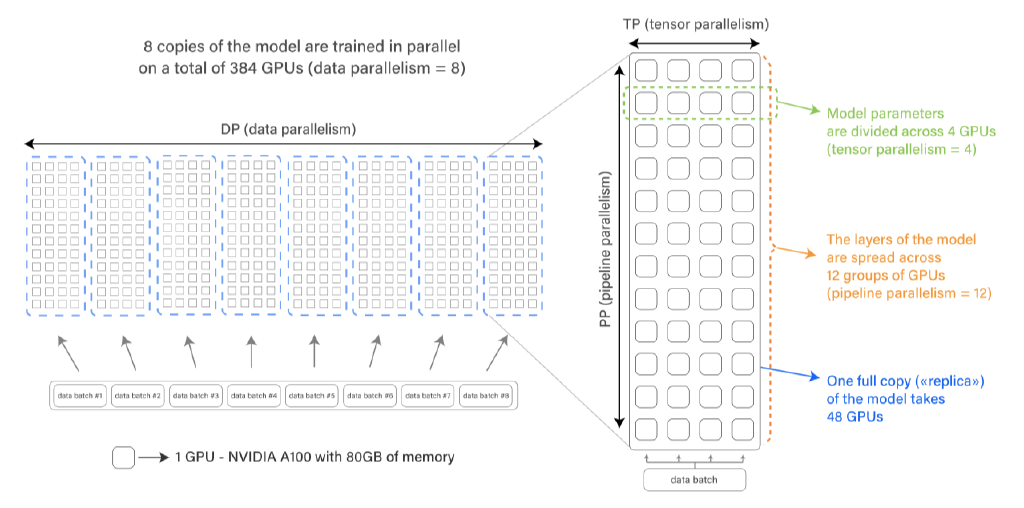 8 copies of the model are trained in parallel
on a total of 384 GPUs (data parallelism = 8)
DP (data parallelism)
data batch #1
data batch #2
data batch #3
data batch #4
data batch #5
data batch #6
data batch #7
data batch #8
1 GPU - NVIDIA A100 with 80GB of memory
TP (tensor parallelism)
PP (pipeline parallelism)
data batch
Model parameters
are divided across 4 GPUs
(tensor parallelism = 4)
The layers of the model
are spread across
12 groups of GPUs
(pipeline parallelism = 12)
One full copy («replica»)
of the model takes
48 GPUs